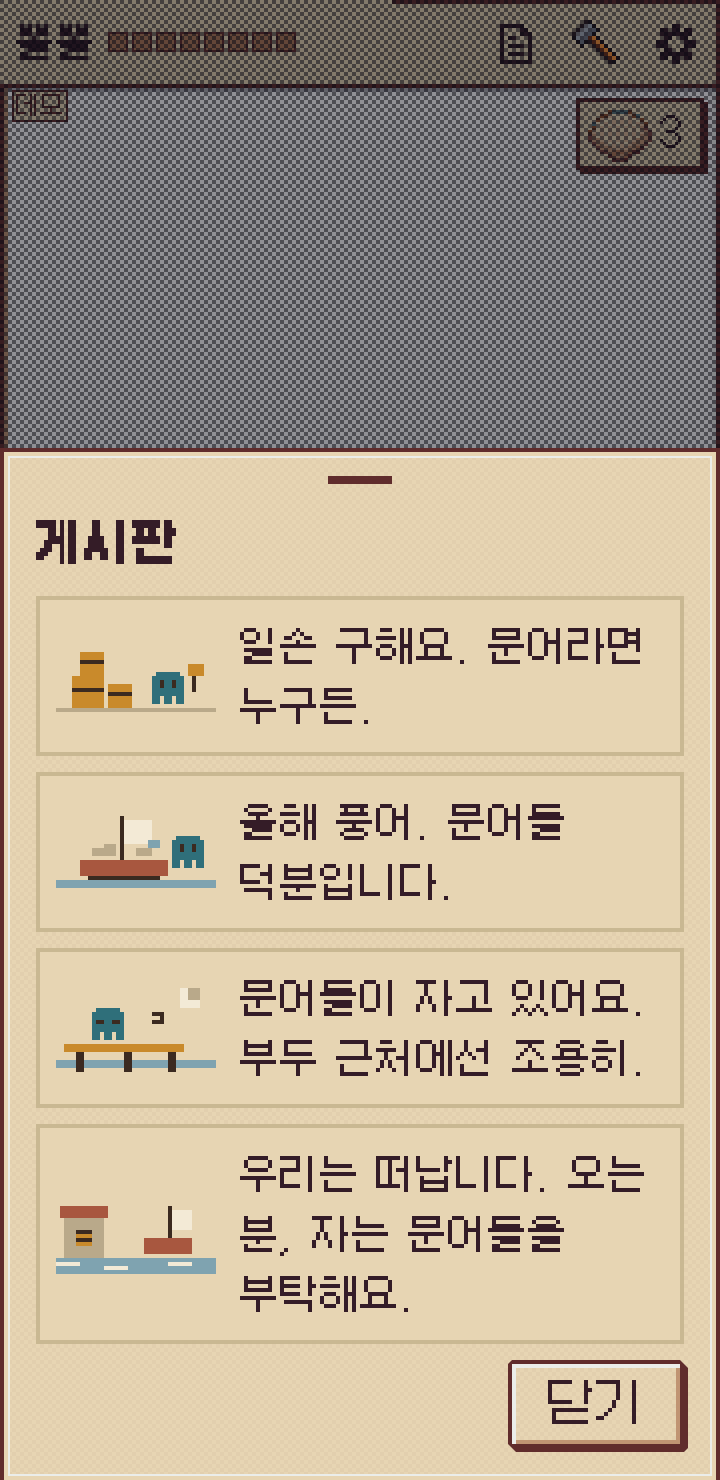 데모
3
게시판
일손 구해요. 문어라면
누구든.
올해 풍어. 문어들
덕분입니다.
문어들이 자고 있어요.
부두 근처에선 조용히.
우리는 떠납니다. 오는
분, 자는 문어들을
부탁해요.
닫기